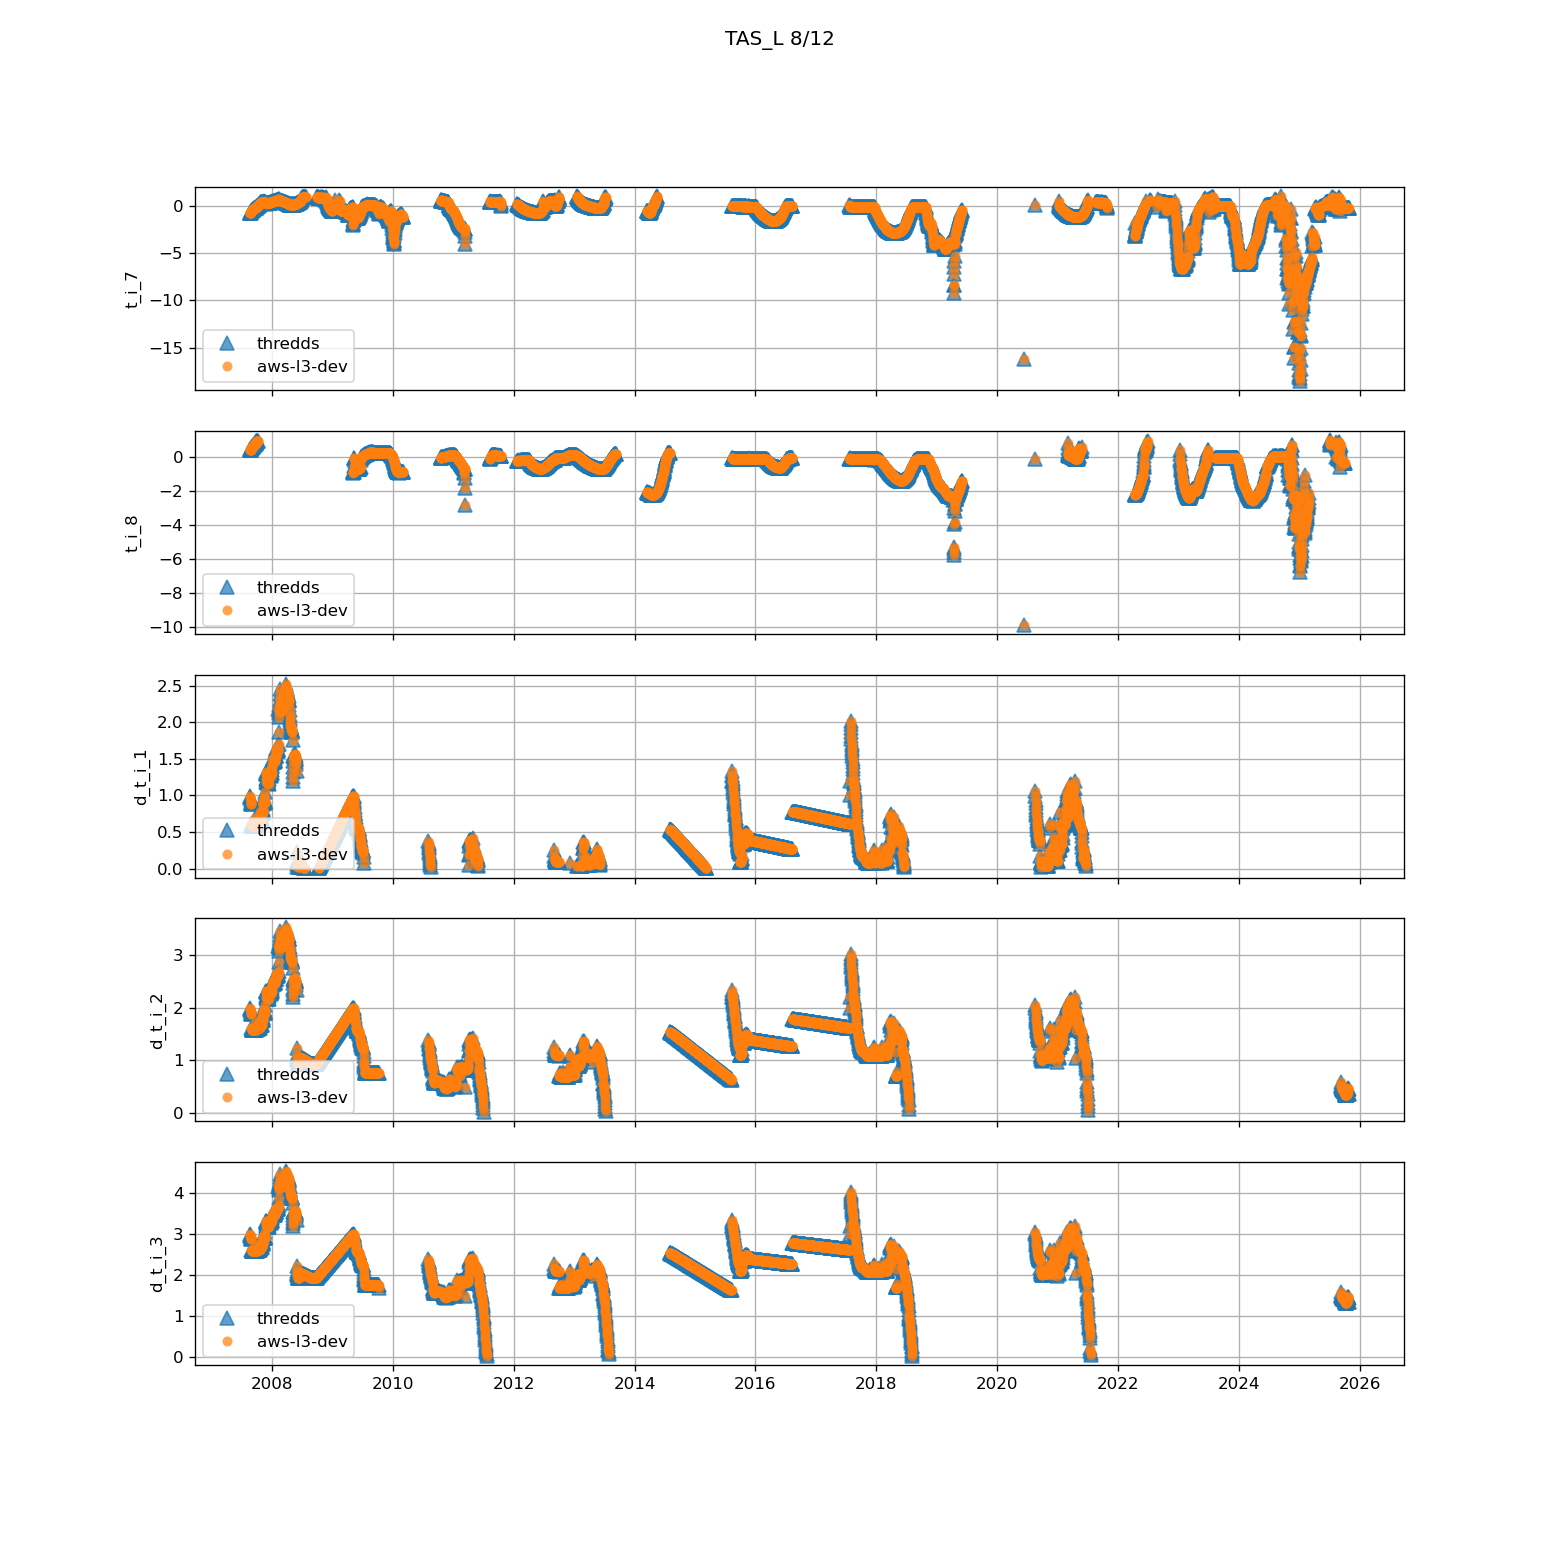 TAS_L 8/12
t_i_7
0
−5
−10
−15
thredds
aws-l3-dev
t_i_8
0
−2
−4
−6
−8
−10
thredds
aws-l3-dev
d_t_i_1
2.5
2.0
1.5
1.0
0.5
0.0
thredds
aws-l3-dev
d_t_i_2
3
2
1
0
thredds
aws-l3-dev
d_t_i_3
4
3
2
1
0
thredds
aws-l3-dev
2008 2010 2012 2014 2016 2018 2020 2022 2024 2026